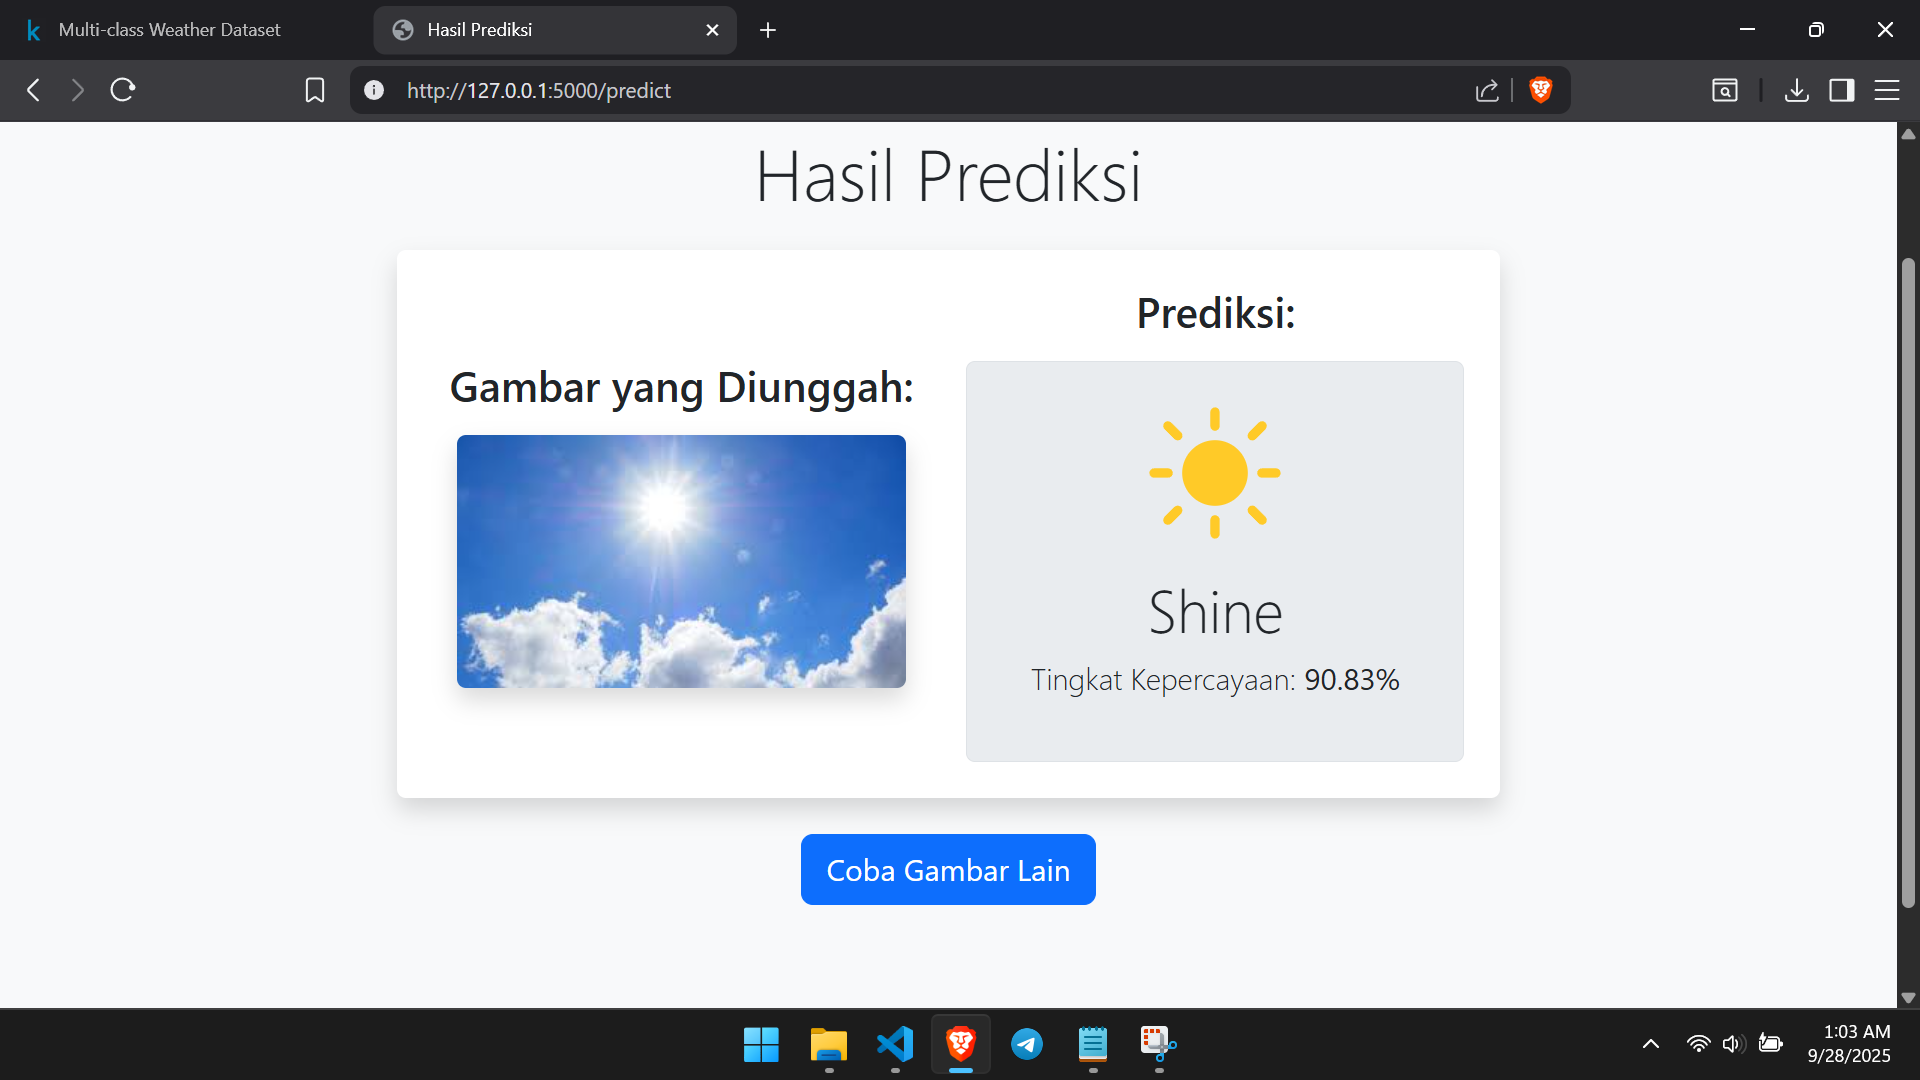 Multi-class Weather Dataset
Hasil Prediksi
http://127.0.0.1:5000/predict
Hasil Prediksi
Gambar yang Diunggah:
Prediksi:
Shine
Tingkat Kepercayaan: 90.83%
Coba Gambar Lain
1:03 AM
9/28/2025